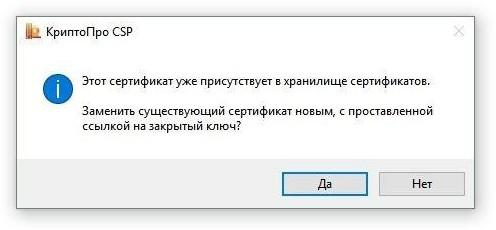 КриптоПро CSP
Этот сертификат уже присутствует в хранилище сертификатов.
Заменить существующий сертификат новым, с проставленной
ссылкой на закрытый ключ?
Да
Нет